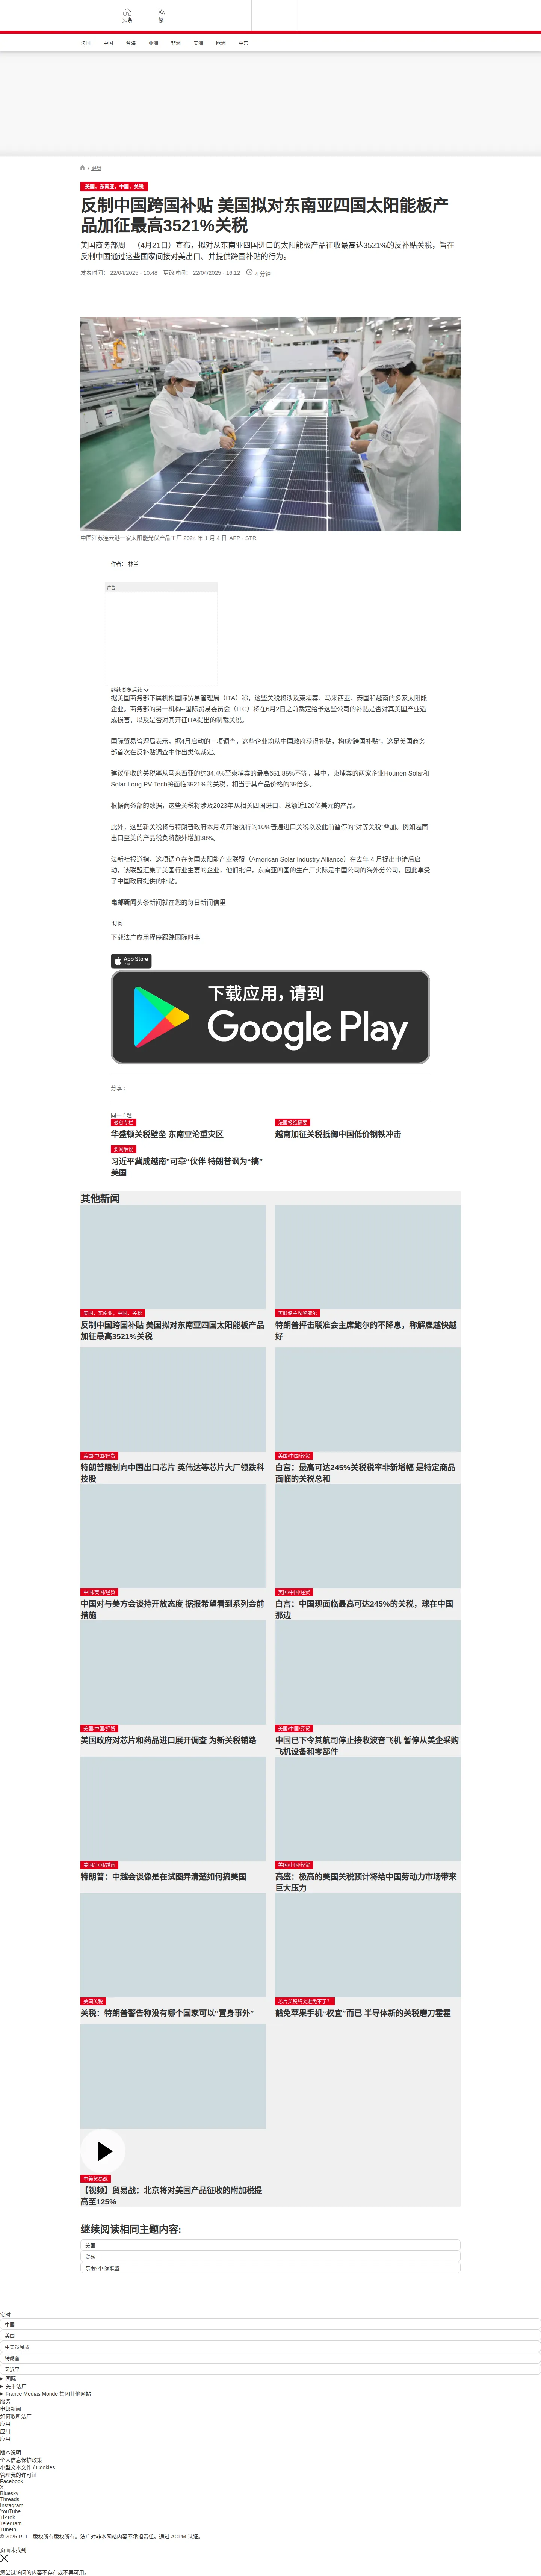 头条
繁
法国
中国
台海
亚洲
非洲
美洲
欧洲
中东
/ 经贸
美国，东南亚，中国，关税
反制中国跨国补贴 美国拟对东南亚四国太阳能板产
品加征最高3521%关税
美国商务部周一（4月21日）宣布，拟对从东南亚四国进口的太阳能板产品征收最高达3521%的反补贴关税，旨在
反制中国通过这些国家间接对美出口、并提供跨国补贴的行为。
发表时间： 22/04/2025 - 10:48 更改时间： 22/04/2025 - 16:12 4 分钟
中国江苏连云港一家太阳能光伏产品工厂 2024 年 1 月 4 日 AFP - STR
作者： 林兰
广告
继续浏览后续
据美国商务部下属机构国际贸易管理局（ITA）称，这些关税将涉及柬埔寨、马来西亚、泰国和越南的多家太阳能
企业。商务部的另一机构--国际贸易委员会（ITC）将在6月2日之前裁定给予这些公司的补贴是否对其美国产业造
成损害，以及是否对其开征ITA提出的制裁关税。
国际贸易管理局表示，据4月启动的一项调查，这些企业均从中国政府获得补贴，构成“跨国补贴”，这是美国商务
部首次在反补贴调查中作出类似裁定。
建议征收的关税率从马来西亚的约34.4%至柬埔寨的最高651.85%不等。其中，柬埔寨的两家企业Hounen Solar和
Solar Long PV-Tech将面临3521%的关税，相当于其产品价格的35倍多。
根据商务部的数据，这些关税将涉及2023年从相关四国进口、总额近120亿美元的产品。
此外，这些新关税将与特朗普政府本月初开始执行的10%普遍进口关税以及此前暂停的“对等关税”叠加。例如越南
出口至美的产品税负将额外增加38%。
法新社报道指，这项调查在美国太阳能产业联盟（American Solar Industry Alliance）在去年 4 月提出申请后启
动，该联盟汇集了美国行业主要的企业，他们批评，东南亚四国的生产厂实际是中国公司的海外分公司，因此享受
了中国政府提供的补贴。
电邮新闻头条新闻就在您的每日新闻信里
订阅
下载法广应用程序跟踪国际时事
App Store
下载应用，请到
Google Play
分享 :
同一主题
曼谷专栏
华盛顿关税壁垒 东南亚沦重灾区
法国报纸摘要
越南加征关税抵御中国低价钢铁冲击
要闻解说
习近平冀成越南“可靠”伙伴 特朗普讽为“搞”
美国
其他新闻
美国，东南亚，中国，关税
反制中国跨国补贴 美国拟对东南亚四国太阳能板产品
加征最高3521%关税
美联储主席鲍威尔
特朗普抨击联准会主席鲍尔的不降息，称解雇越快越
好
美国/中国/经贸
特朗普限制向中国出口芯片 英伟达等芯片大厂领跌科
技股
美国/中国/经贸
白宫：最高可达245%关税税率非新增幅 是特定商品
面临的关税总和
中国/美国/经贸
中国对与美方会谈持开放态度 据报希望看到系列会前
措施
美国/中国/经贸
白宫：中国现面临最高可达245%的关税，球在中国
那边
美国/中国/经贸
美国政府对芯片和药品进口展开调查 为新关税铺路
美国/中国/经贸
中国已下令其航司停止接收波音飞机 暂停从美企采购
飞机设备和零部件
美国/中国/越南
特朗普：中越会谈像是在试图弄清楚如何搞美国
美国/中国/经贸
高盛：极高的美国关税预计将给中国劳动力市场带来
巨大压力
美国关税
关税：特朗普警告称没有哪个国家可以“置身事外”
芯片关税终究避免不了?
豁免苹果手机“权宜”而已 半导体新的关税磨刀霍霍
中美贸易战
【视频】贸易战：北京将对美国产品征收的附加税提
高至125%
继续阅读相同主题内容:
美国
贸易
东南亚国家联盟
实时
中国
美国
中美贸易战
特朗普
习近平
国际
关于法广
France Médias Monde 集团其他网站
服务
电邮新闻
如何收听法广
应用
应用
应用
版本说明
个人信息保护政策
小型文本文件 / Cookies
管理我的许可证
Facebook
X
Bluesky
Threads
Instagram
YouTube
TikTok
Telegram
TuneIn
© 2025 RFI – 版权所有版权所有。法广对非本网站内容不承担责任。通过 ACPM 认证。
页面未找到
您尝试访问的内容不存在或不再可用。